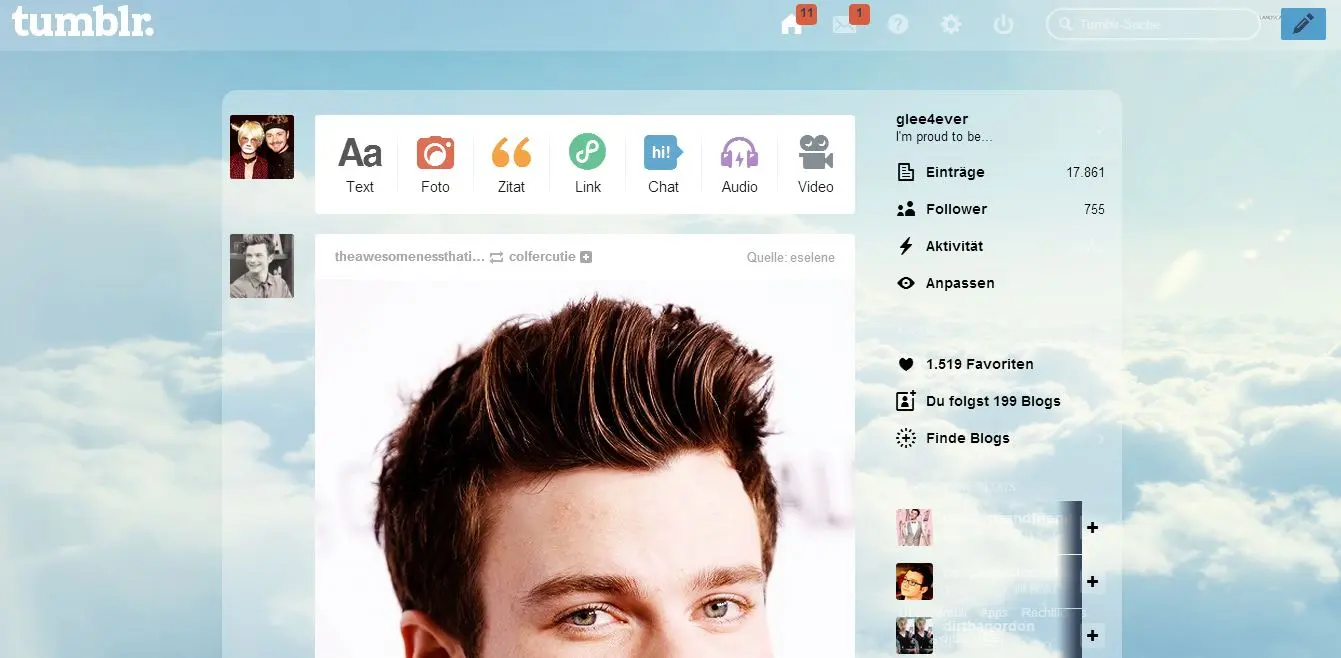 tumblr.
11
1
Tumblr-Suche
Aa
hi!
Text
Foto
Zitat
Link
Chat
Audio
Video
theawesomenessthati... colfercutie
Quelle: eselene
glee4ever
I'm proud to be...
Einträge 17.861
Follower 755
Aktivität
Anpassen
1.519 Favoriten
Du folgst 199 Blogs
Finde Blogs
dirtbagordon